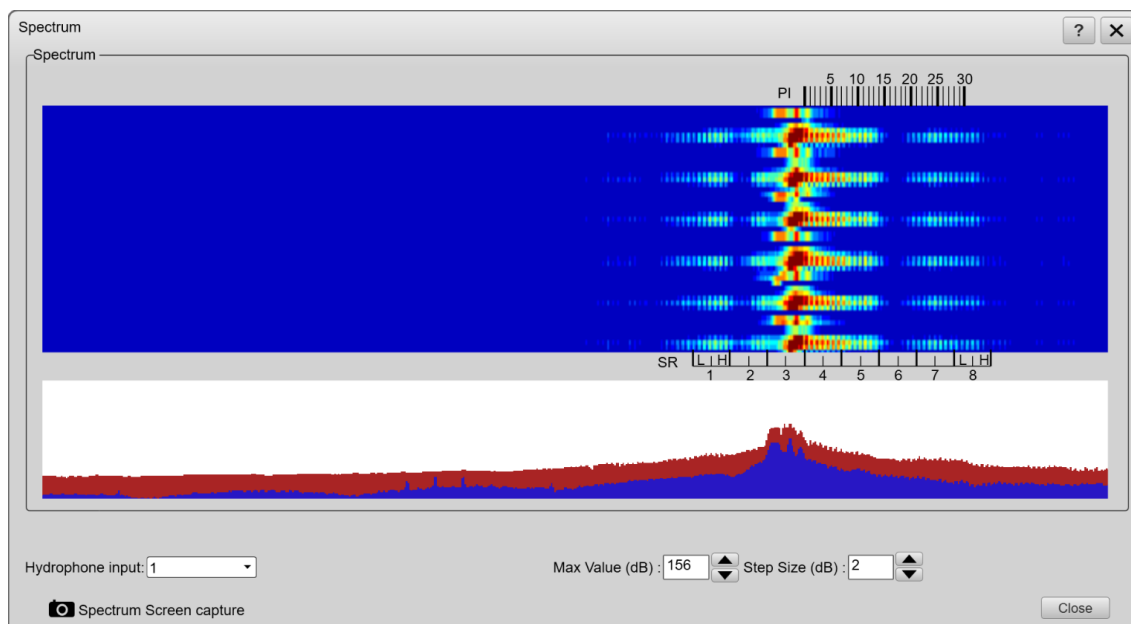 Spectrum
?
Spectrum
PI 5 10 15 20 25 30
SR L H L H
1 2 3 4 5 6 7 8
Hydrophone input: 1 Max Value (dB) : 156 Step Size (dB) : 2
Spectrum Screen capture Close